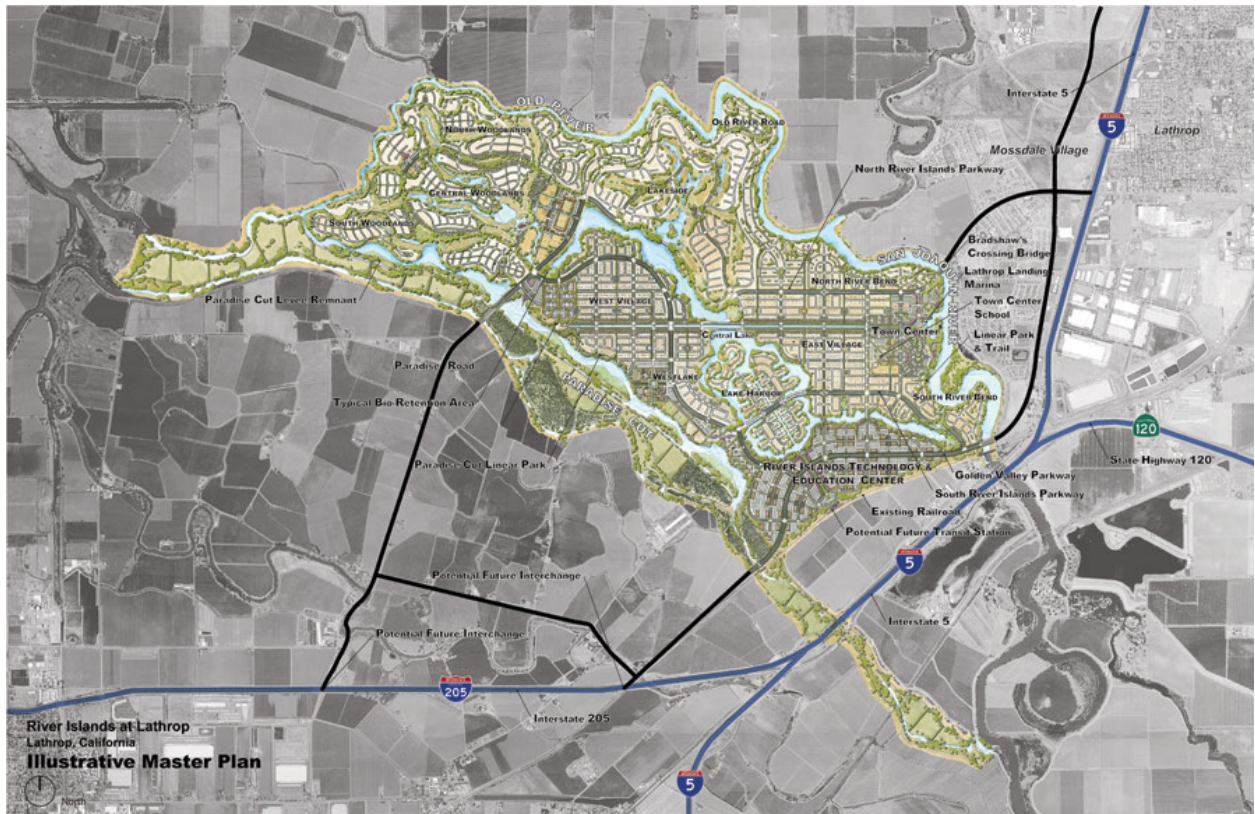 OLD RIVER
NORTH WOODLANDS
OLD RIVER ROAD
INTERSTATE 5
5
Lathrop
Mossdale Village
NORTH RIVER ISLANDS PARKWAY
CENTRAL WOODLANDS
LAKESIDE
SOUTH WOODLANDS
SAN JOAQUIN RIVER
BRADSHAW'S
CROSSING BRIDGE
LATHROP LANDING
MARINA
TOWN CENTER
SCHOOL
LINEAR PARK
& TRAIL
NORTH RIVER BEND
PARADISE CUT LEVEE REMNANT
WEST VILLAGE
TOWN CENTER
CENTRAL LAKE
EAST VILLAGE
PARADISE ROAD
WESTLAKE
LAKE HARBOR
SOUTH RIVER BEND
TYPICAL BIO-RETENTION AREA
PARADISE CUT
120
STATE HIGHWAY 120
PARADISE CUT LINEAR PARK
RIVER ISLANDS TECHNOLOGY &
EDUCATION CENTER
GOLDEN VALLEY PARKWAY
SOUTH RIVER ISLANDS PARKWAY
EXISTING RAILROAD
POTENTIAL FUTURE TRANSIT STATION
5
POTENTIAL FUTURE INTERCHANGE
INTERSTATE 5
POTENTIAL FUTURE INTERCHANGE
205
INTERSTATE 205
5
River Islands at Lathrop
Lathrop, California
Illustrative Master Plan
North